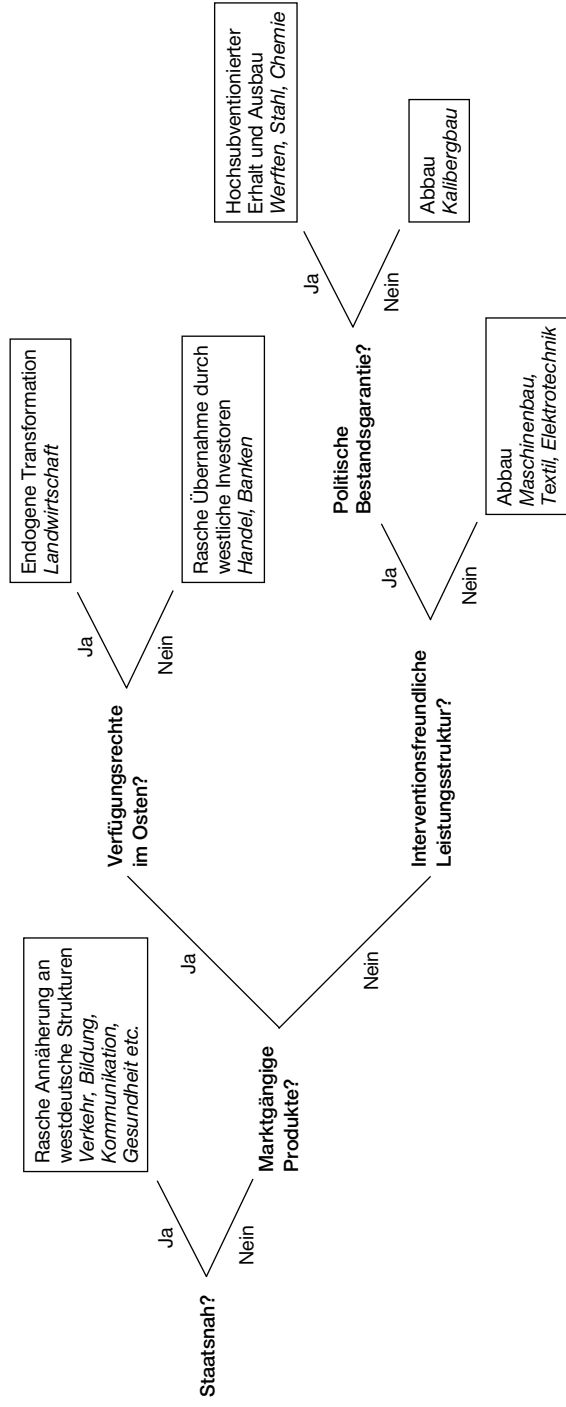 Staatsnah?
Ja
Nein
Rasche Annäherung an
westdeutsche Strukturen
Verkehr, Bildung,
Kommunikation,
Gesundheit etc.
Marktgängige
Produkte?
Ja
Nein
Verfügungsrechte
im Osten?
Ja
Nein
Endogene Transformation
Landwirtschaft
Rasche Übernahme durch
westliche Investoren
Handel, Banken
Interventionsfreundliche
Leistungsstruktur?
Ja
Nein
Politische
Bestandsgarantie?
Ja
Nein
Hochsubventionierter
Erhalt und Ausbau
Werften, Stahl, Chemie
Abbau
Kalibergbau
Abbau
Maschinenbau,
Textil, Elektrotechnik